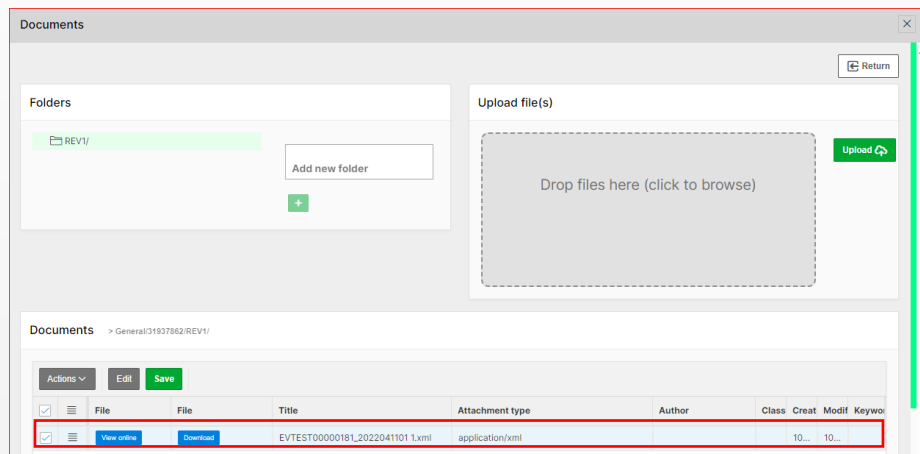 Documents
Return
Folders
REV1/
Add new folder
+
Upload file(s)
Drop files here (click to browse)
Upload
Documents > General/31937862/REV1/
Actions Edit Save
File File Title Attachment type Author Class Creat Modif Keywor
View online Download EVTEST00000181_2022041101 1.xml application/xml 10... 10...